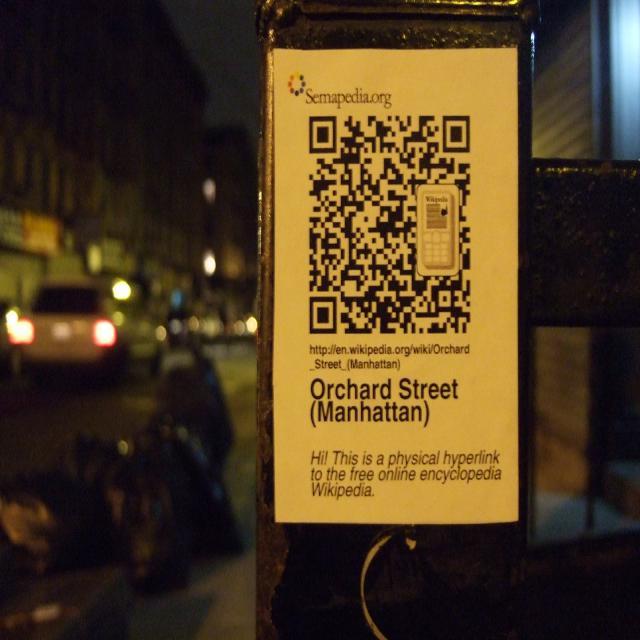 Semapedia.org
Wikipedia
http://en.wikipedia.org/wiki/Orchard
_Street_(Manhattan)
Orchard Street
(Manhattan)
Hi! This is a physical hyperlink
to the free online encyclopedia
Wikipedia.